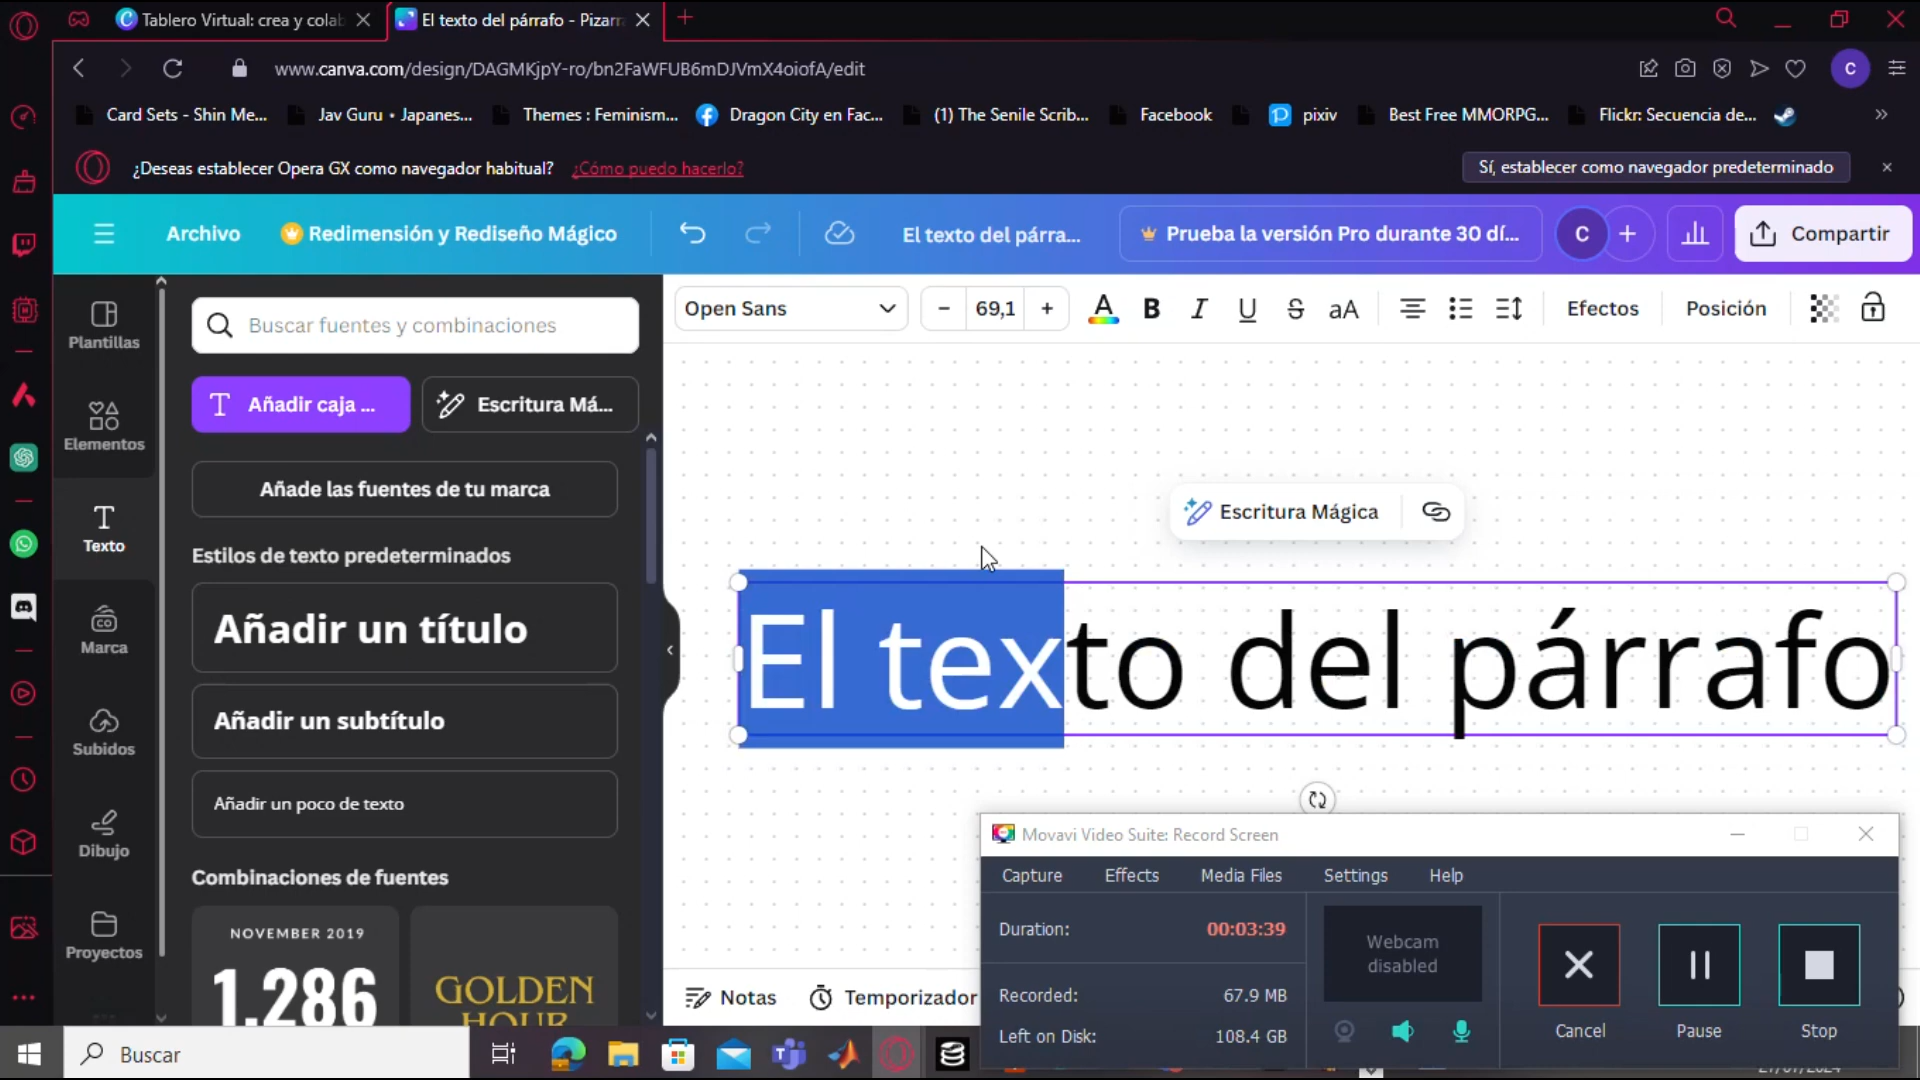 Tablero Virtual: crea y colab
El texto del párrafo - Pizarra
www.canva.com/design/DAGMKjpY-ro/bn2FaWFUB6mDJVmX4oiofA/edit
C
Card Sets - Shin Me...
Jav Guru • Japanes...
Themes : Feminism...
Dragon City en Fac...
(1) The Senile Scrib...
Facebook
pixiv
Best Free MMORPG...
Flickr: Secuencia de...
»
¿Deseas establecer Opera GX como navegador habitual?
¿Cómo puedo hacerlo?
Sí, establecer como navegador predeterminado
Archivo
Redimensión y Rediseño Mágico
El texto del párra...
Prueba la versión Pro durante 30 dí...
C
Compartir
Plantillas
Elementos
Texto
Marca
Subidos
Dibujo
Proyectos
Buscar fuentes y combinaciones
Añadir caja ...
Escritura Má...
Añade las fuentes de tu marca
Estilos de texto predeterminados
Añadir un título
Añadir un subtítulo
Añadir un poco de texto
Combinaciones de fuentes
NOVEMBER 2019
1,286
GOLDEN
HOUR
Open Sans
− 69,1 +
A B I U S aA
Efectos
Posición
Escritura Mágica
El texto del párrafo
Notas
Temporizador
Movavi Video Suite: Record Screen
Capture Effects Media Files Settings Help
Duration: 00:03:39
Recorded: 67.9 MB
Left on Disk: 108.4 GB
Webcam
disabled
Cancel
Pause
Stop
Buscar